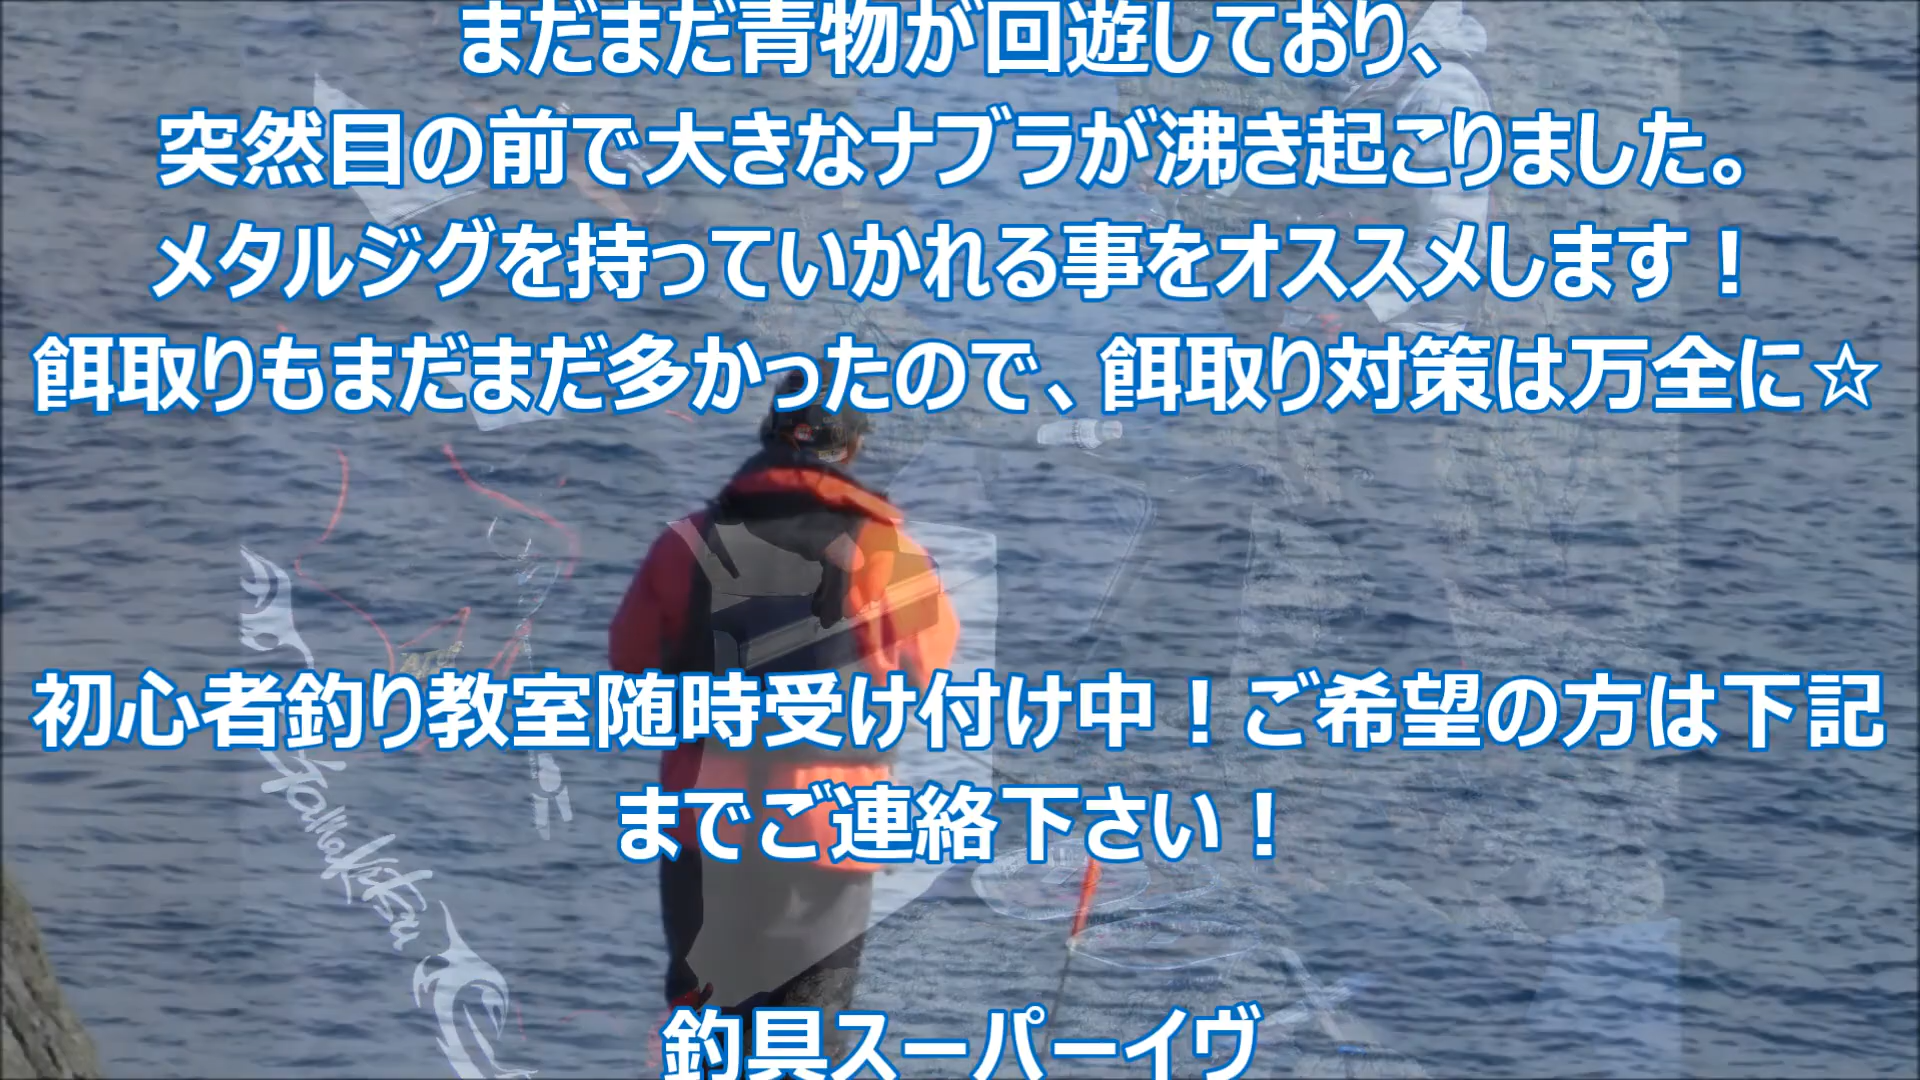 まだまだ青物が回遊しており、
突然目の前で大きなナブラが沸き起こりました。
メタルジグを持っていかれる事をオススメします！
餌取りもまだまだ多かったので、餌取り対策は万全に☆
初心者釣り教室随時受け付け中！ご希望の方は下記
までご連絡下さい！
Gamakatsu
釣具スーパーイヴ